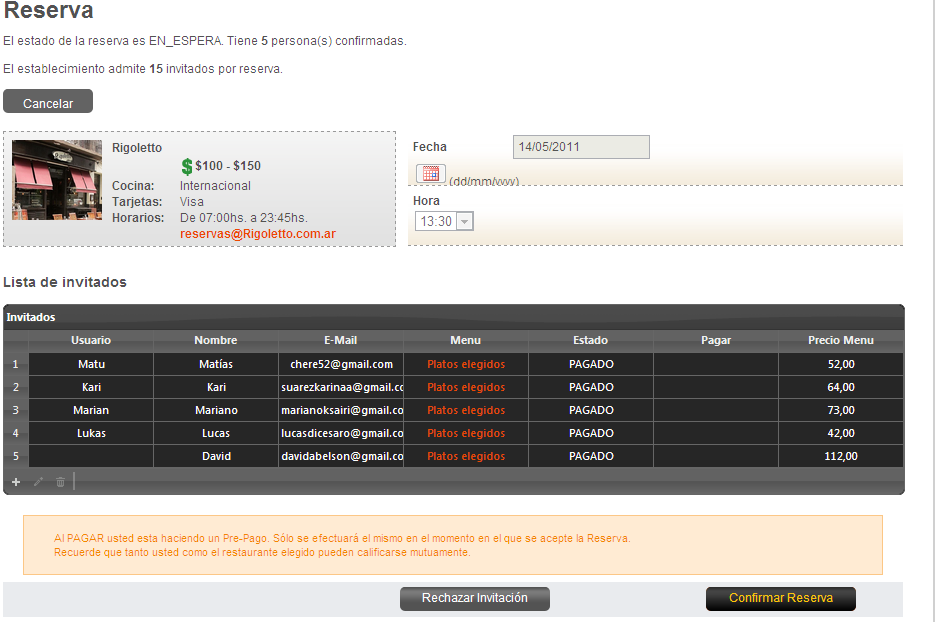 Reserva
El estado de la reserva es EN_ESPERA. Tiene 5 persona(s) confirmadas.
El establecimiento admite 15 invitados por reserva.
Cancelar
Rigoletto
$ $100 - $150
Cocina: Internacional
Tarjetas: Visa
Horarios: De 07:00hs. a 23:45hs.
reservas@Rigoletto.com.ar
Fecha 14/05/2011
(dd/mm/yyyy)
Hora
13:30
Lista de invitados
Invitados
Usuario Nombre E-Mail Menu Estado Pagar Precio Menu
1 Matu Matías chere52@gmail.com Platos elegidos PAGADO 52,00
2 Kari Kari suarezkarinaa@gmail.cc Platos elegidos PAGADO 64,00
3 Marian Mariano marianoksairi@gmail.co Platos elegidos PAGADO 73,00
4 Lukas Lucas lucasdicesaro@gmail.co Platos elegidos PAGADO 42,00
5 David davidabelson@gmail.co Platos elegidos PAGADO 112,00
Al PAGAR usted esta haciendo un Pre-Pago. Sólo se efectuará el mismo en el momento en el que se acepte la Reserva.
Recuerde que tanto usted como el restaurante elegido pueden calificarse mutuamente.
Rechazar Invitación Confirmar Reserva